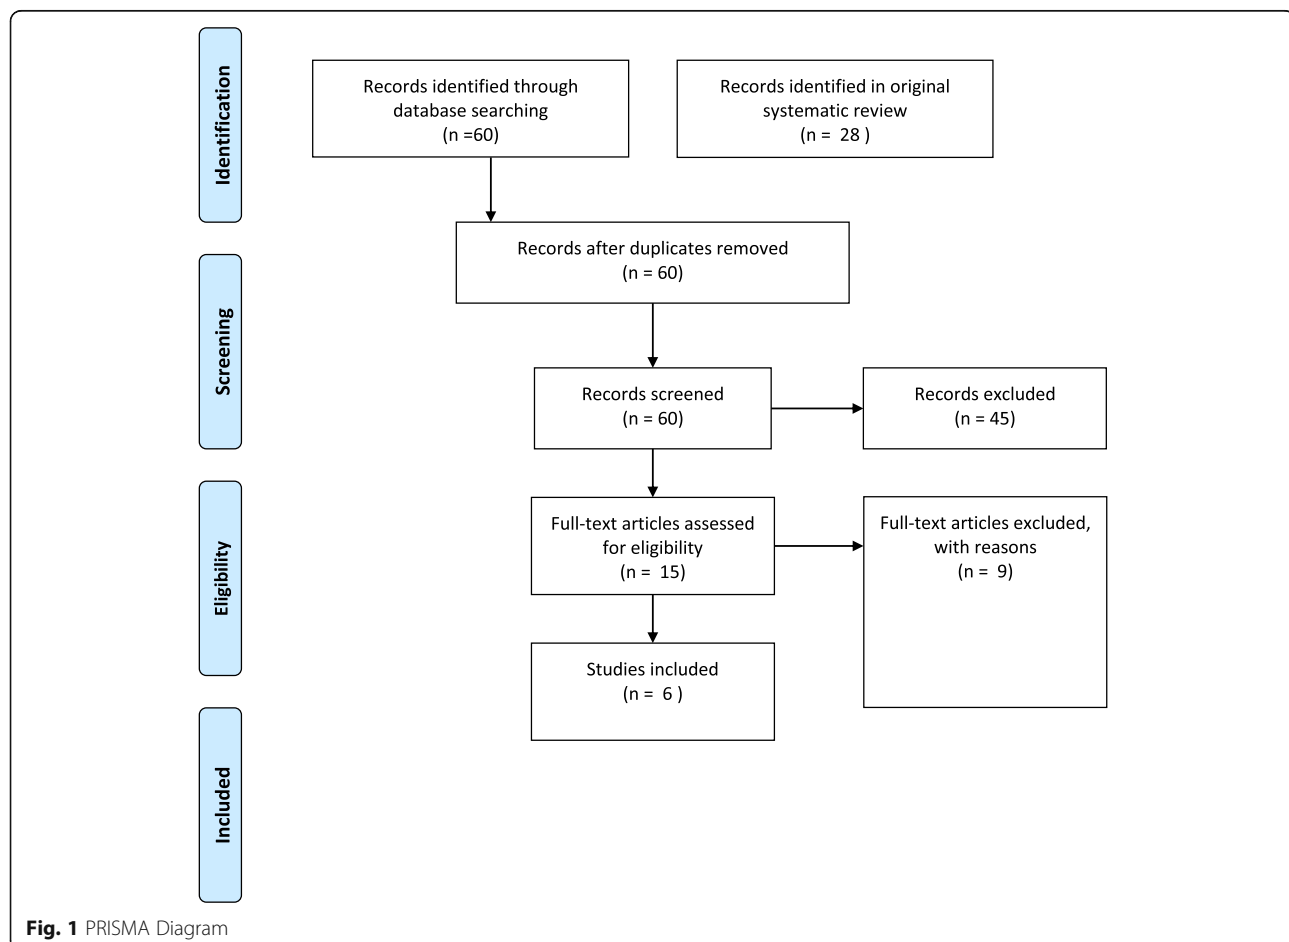 Identification
Records identified through
database searching
(n =60)
Records identified in original
systematic review
(n =  28 )
Records after duplicates removed
(n = 60)
Screening
Records screened
(n = 60)
Records excluded
(n = 45)
Eligibility
Full-text articles assessed
for eligibility
(n =  15)
Full-text articles excluded,
with reasons
(n =  9)
Studies included
(n =  6 )
Included
Fig. 1 PRISMA Diagram